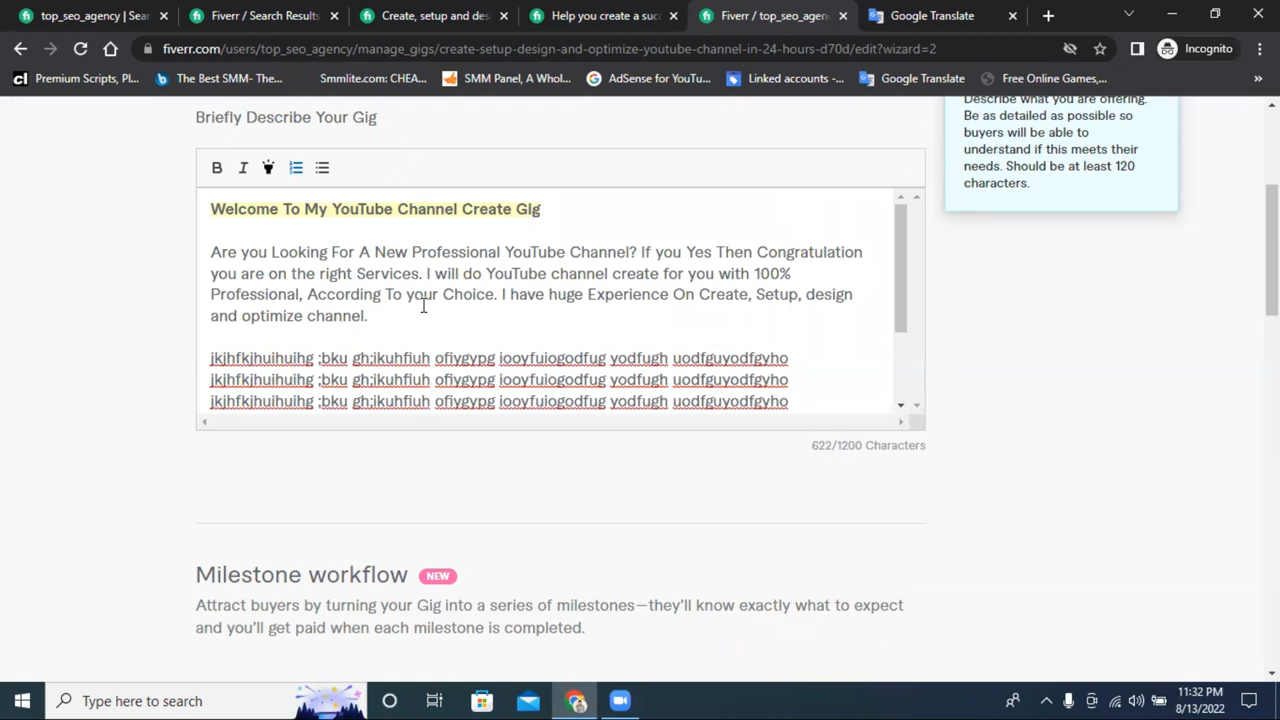 top_seo_agency | Sear
Fiverr / Search Results
Create, setup and des
Help you create a suc
Fiverr / top_seo_agen
Google Translate
fiverr.com/users/top_seo_agency/manage_gigs/create-setup-design-and-optimize-youtube-channel-in-24-hours-d70d/edit?wizard=2
Incognito
Premium Scripts, Pl...
The Best SMM- The...
Smmlite.com: CHEA...
SMM Panel, A Whol...
AdSense for YouTu...
Linked accounts -...
Google Translate
Free Online Games,...
Briefly Describe Your Gig
Describe what you are offering.
Be as detailed as possible so
buyers will be able to
understand if this meets their
needs. Should be at least 120
characters.
B I
Welcome To My YouTube Channel Create Gig
Are you Looking For A New Professional YouTube Channel? If you Yes Then Congratulation
you are on the right Services. I will do YouTube channel create for you with 100%
Professional, According To your Choice. I have huge Experience On Create, Setup, design
and optimize channel.
jkjhfkjhuihuihg ;bku gh;ikuhfiuh ofiygypg iooyfuiogodfug yodfugh uodfguyodfgyho
jkjhfkjhuihuihg ;bku gh;ikuhfiuh ofiygypg iooyfuiogodfug yodfugh uodfguyodfgyho
jkjhfkjhuihuihg ;bku gh;ikuhfiuh ofiygypg iooyfuiogodfug yodfugh uodfguyodfgyho
622/1200 Characters
Milestone workflow NEW
Attract buyers by turning your Gig into a series of milestones—they'll know exactly what to expect
and you'll get paid when each milestone is completed.
Type here to search
11:32 PM
8/13/2022